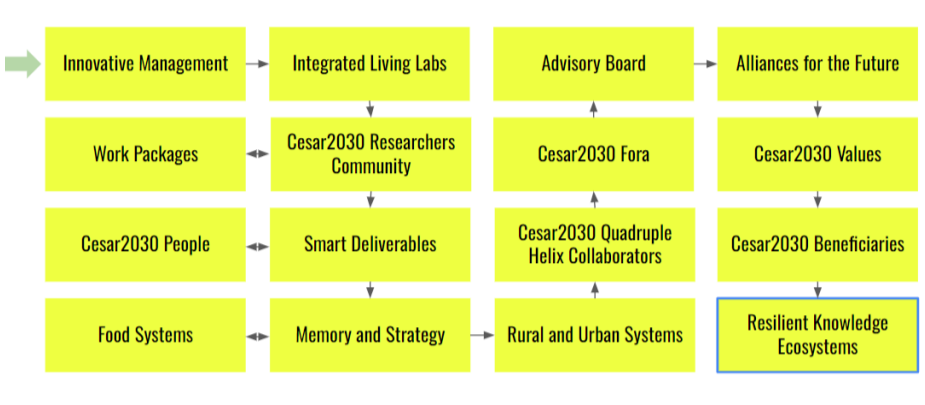 Innovative Management
Integrated Living Labs
Advisory Board
Alliances for the Future
Work Packages
Cesar2030 Researchers
Community
Cesar2030 Fora
Cesar2030 Values
Cesar2030 People
Smart Deliverables
Cesar2030 Quadruple
Helix Collaborators
Cesar2030 Beneficiaries
Food Systems
Memory and Strategy
Rural and Urban Systems
Resilient Knowledge
Ecosystems